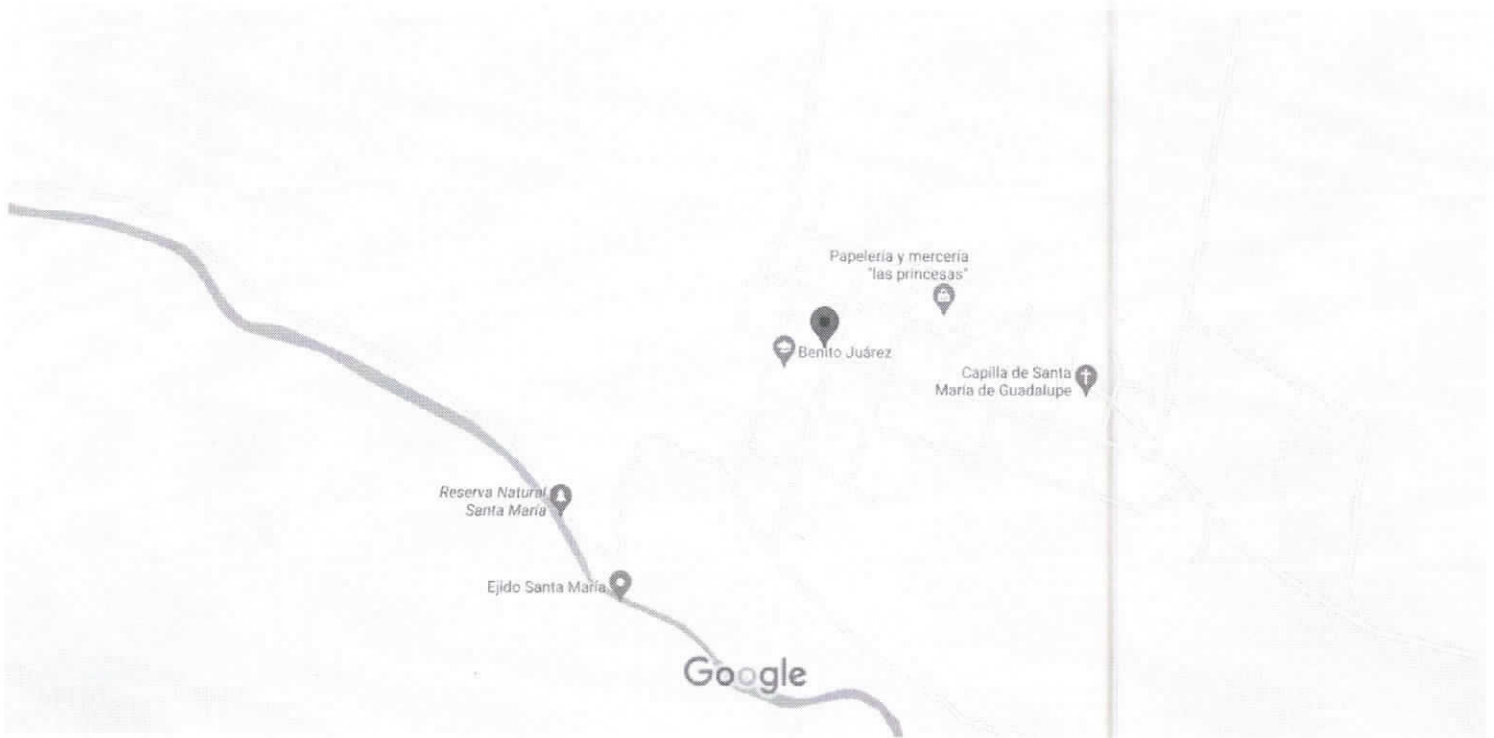 Papelería y mercería
"las princesas"
Benito Juárez
Capilla de Santa
María de Guadalupe
Reserva Natural
Santa María
Ejido Santa María
Google